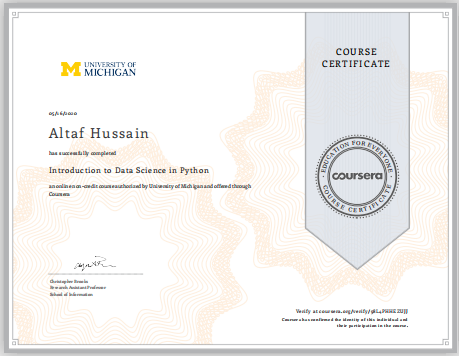 UNIVERSITY OF
MICHIGAN
COURSE
CERTIFICATE
05/16/2020
Altaf Hussain
has successfully completed
Introduction to Data Science in Python
an online non-credit course authorized by University of Michigan and offered through
Coursera
EDUCATION FOR EVERYONE
coursera
COURSE CERTIFICATE
Christopher Brooks
Research Assistant Professor
School of Information
Verify at coursera.org/verify/
Coursera has confirmed the identity of this individual and
their participation in the course.